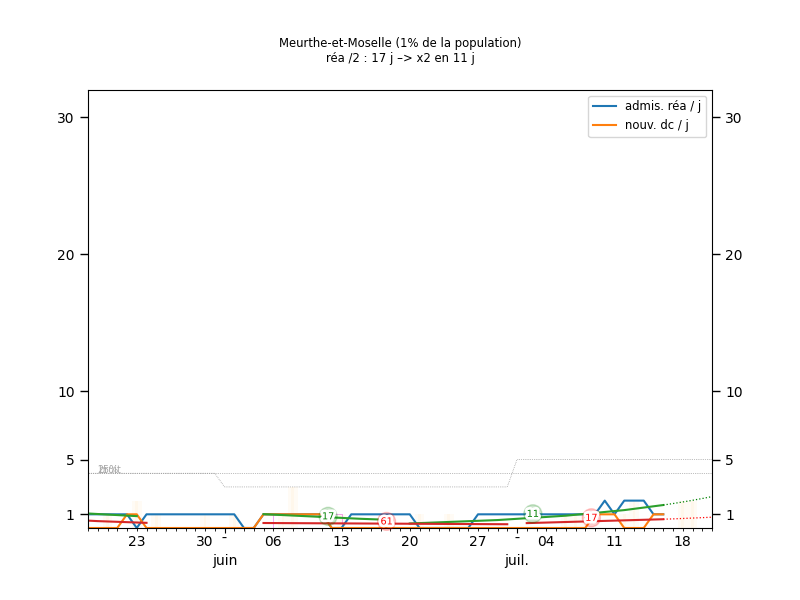 Meurthe-et-Moselle (1% de la population)
réa /2 : 17 j –> x2 en 11 j
admis. réa / j
nouv. dc / j
30 30
20 20
10 10
5 5
1 1
17 61 11 17
23 30 - 06 13 20 27 - 04 11 18
juin juil.